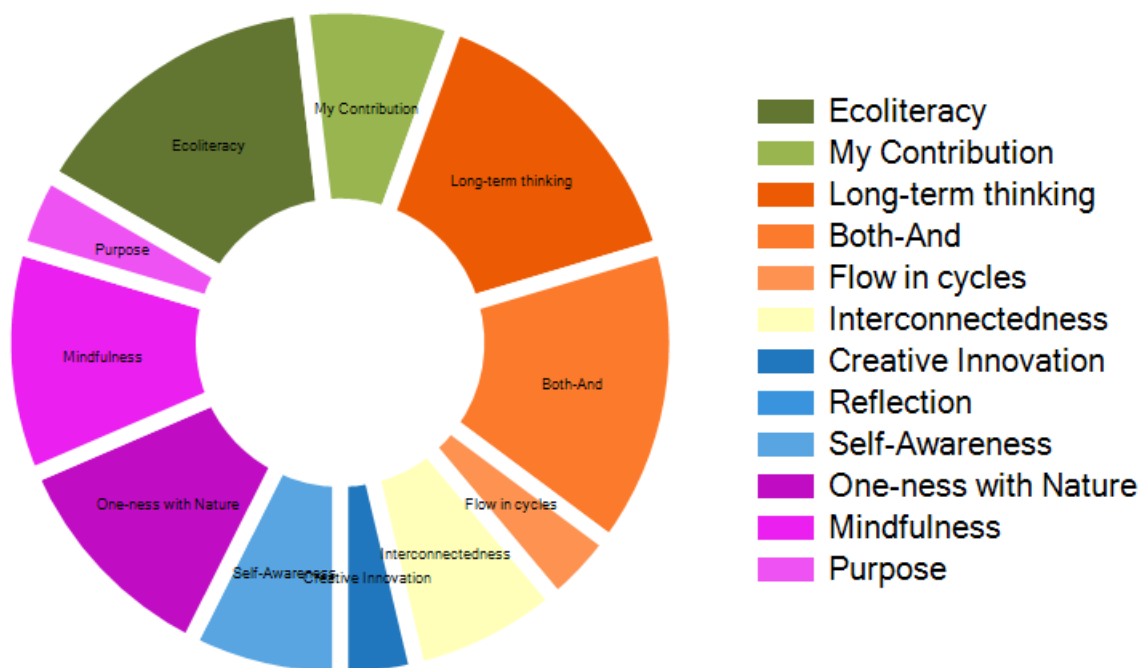 My Contribution
Ecoliteracy
Long-term thinking
Purpose
Mindfulness
Both-And
One-ness with Nature
Flow in cycles
Interconnectedness
Self-Awareness
Creative Innovation
Ecoliteracy
My Contribution
Long-term thinking
Both-And
Flow in cycles
Interconnectedness
Creative Innovation
Reflection
Self-Awareness
One-ness with Nature
Mindfulness
Purpose